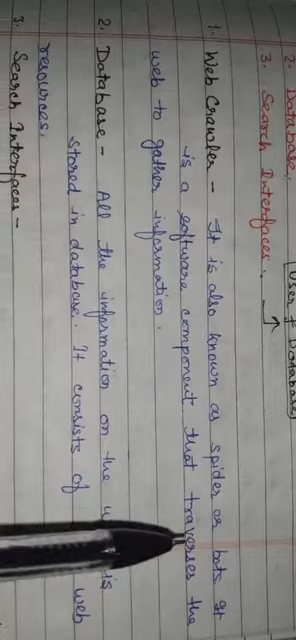 2. Database.
3. Search Interfaces.
User + Database
1. Web Crawler - It is also known as spider or bots. It
is a software component that traverses the
web to gather information.
2. Database - All the information on the is
stored in database. It consists of web
resources.
3. Search Interfaces -